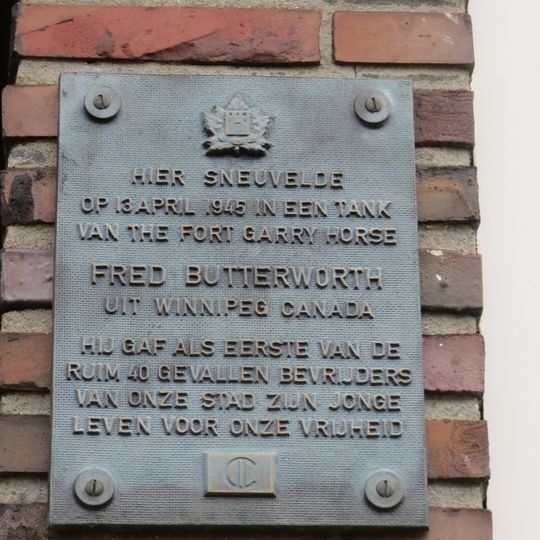 HIER SNEUVELDE
OP 13 APRIL 1945 IN EEN TANK
VAN THE FORT GARRY HORSE
FRED BUTTERWORTH
UIT WINNIPEG CANADA
HIJ GAF ALS EERSTE VAN DE
RUIM 40 GEVALLEN BEVRIJDERS
VAN ONZE STAD ZIJN JONGE
LEVEN VOOR ONZE VRIJHEID